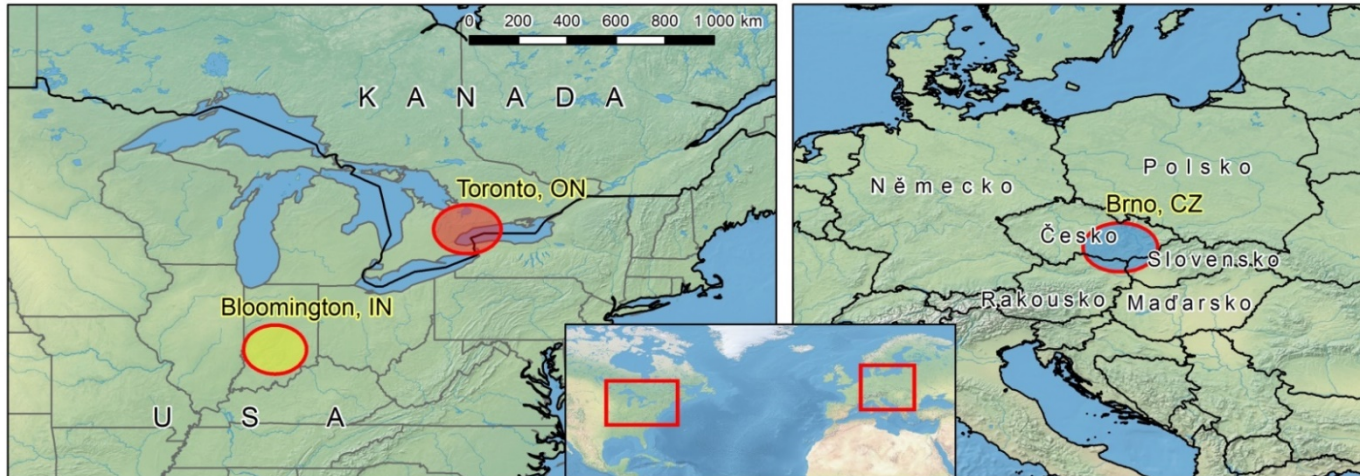 0 200 400 600 800 1 000 km
K A N A D A
Toronto, ON
Bloomington, IN
U S A
Polsko
Německo
Brno, CZ
Česko
Slovensko
Rakousko
Maďarsko